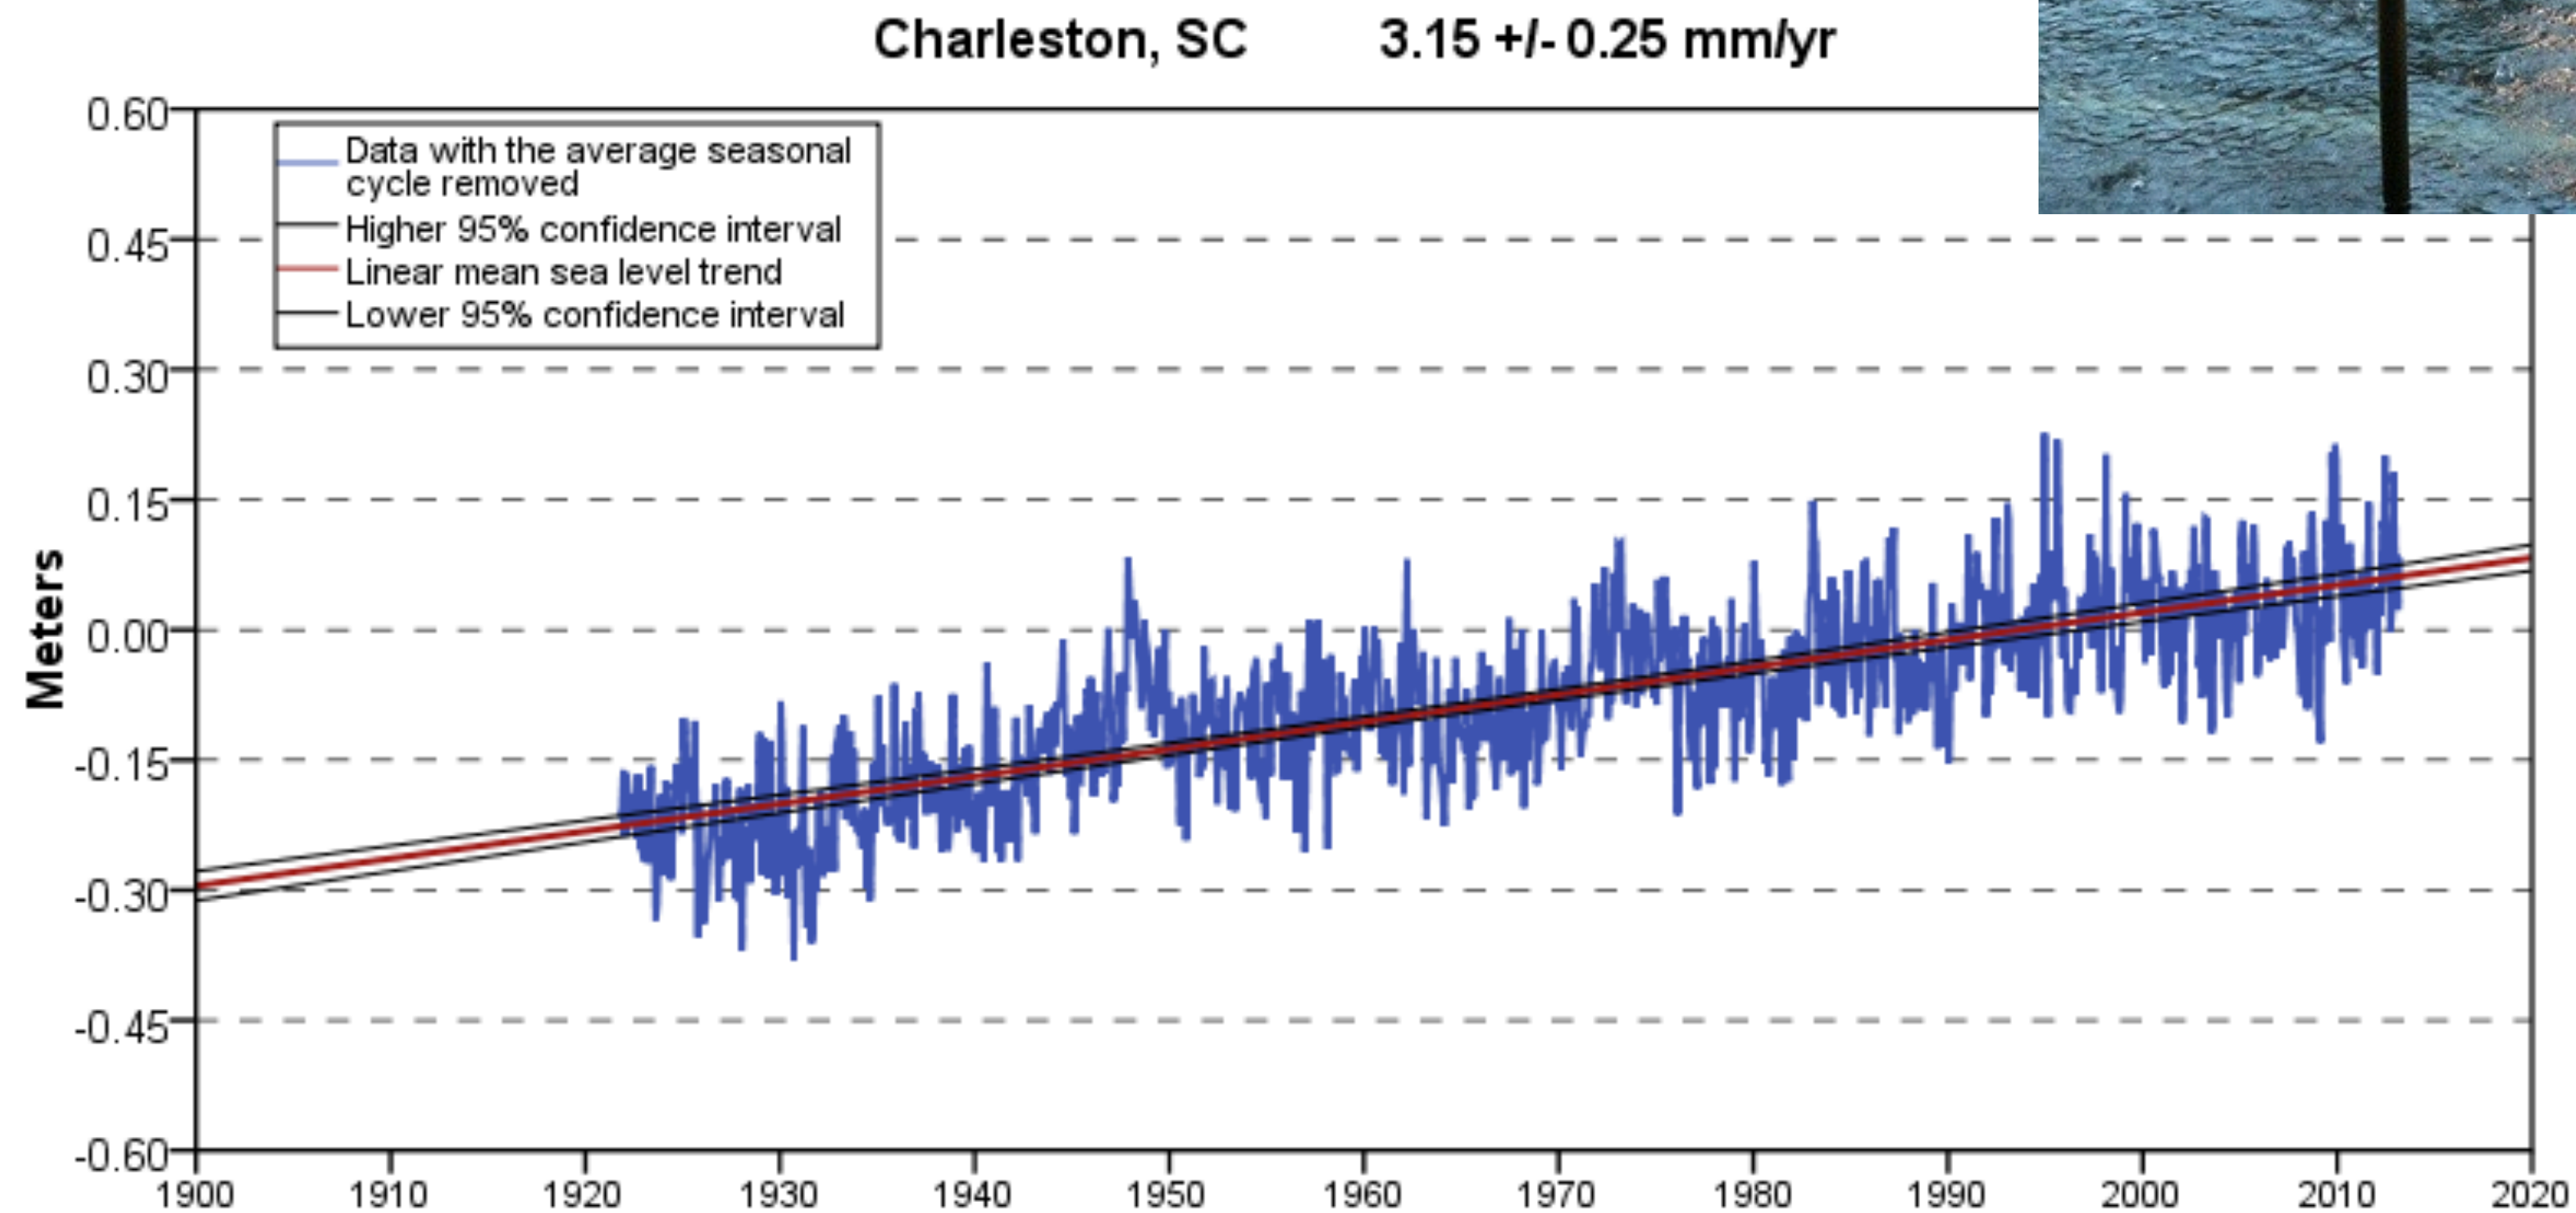 Charleston, SC 3.15 +/- 0.25 mm/yr
0.60
0.45
0.30
0.15
0.00
-0.15
-0.30
-0.45
-0.60
Meters
Data with the average seasonal
cycle removed
Higher 95% confidence interval
Linear mean sea level trend
Lower 95% confidence interval
1900 1910 1920 1930 1940 1950 1960 1970 1980 1990 2000 2010 2020